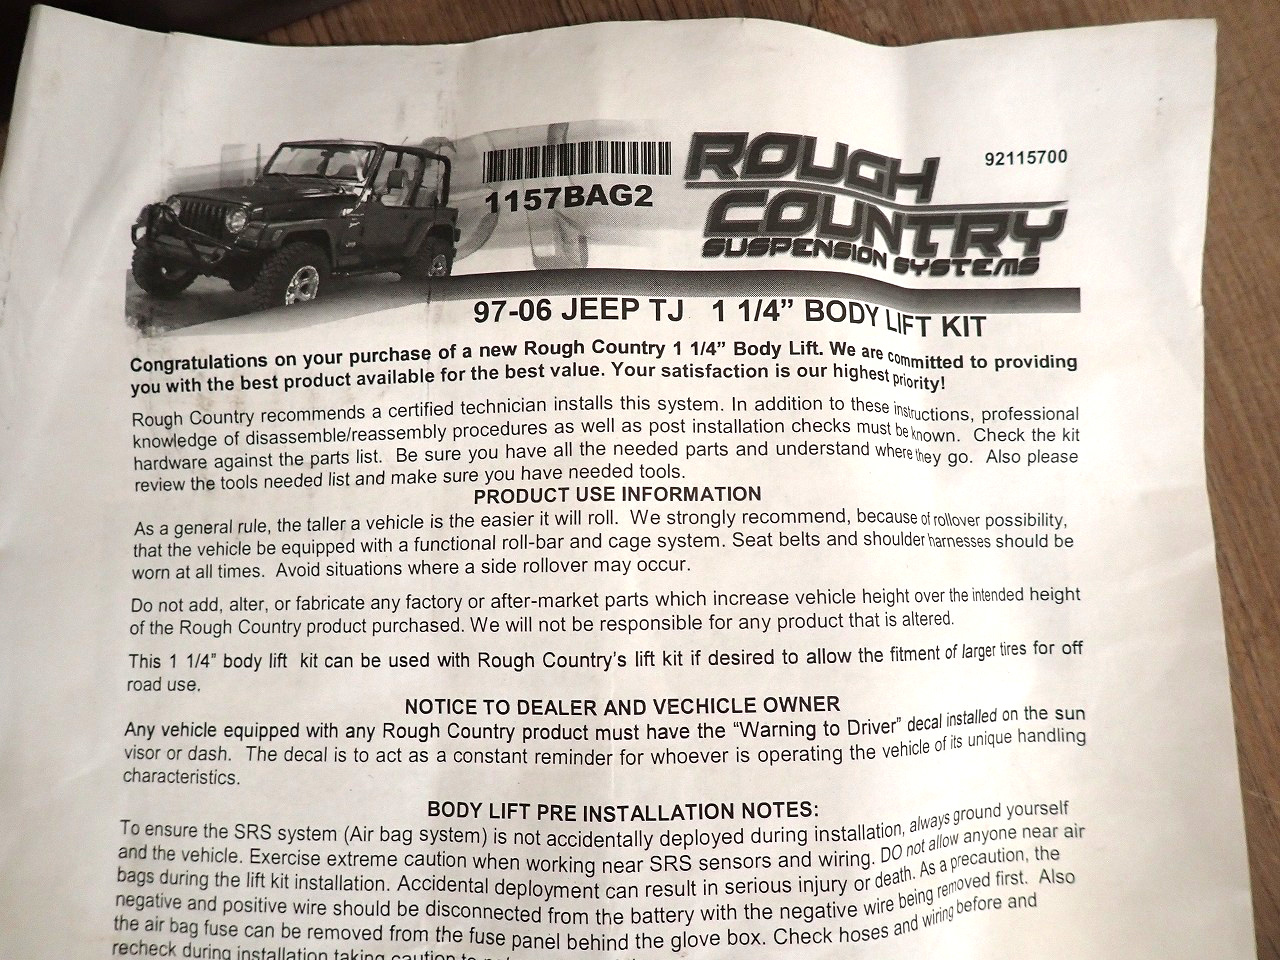 92115700
1157BAG2
ROUGH
COUNTRY
SUSPENSION SYSTEMS
97-06 JEEP TJ 1 1/4” BODY LIFT KIT
Congratulations on your purchase of a new Rough Country 1 1/4” Body Lift. We are committed to providing
you with the best product available for the best value. Your satisfaction is our highest priority!
Rough Country recommends a certified technician installs this system. In addition to these instructions, professional
knowledge of disassemble/reassembly procedures as well as post installation checks must be known. Check the kit
hardware against the parts list. Be sure you have all the needed parts and understand where they go. Also please
review the tools needed list and make sure you have needed tools.
PRODUCT USE INFORMATION
As a general rule, the taller a vehicle is the easier it will roll. We strongly recommend, because of rollover possibility,
that the vehicle be equipped with a functional roll-bar and cage system. Seat belts and shoulder harnesses should be
worn at all times. Avoid situations where a side rollover may occur.
Do not add, alter, or fabricate any factory or after-market parts which increase vehicle height over the intended height
of the Rough Country product purchased. We will not be responsible for any product that is altered.
This 1 1/4” body lift kit can be used with Rough Country’s lift kit if desired to allow the fitment of larger tires for off
road use.
NOTICE TO DEALER AND VECHICLE OWNER
Any vehicle equipped with any Rough Country product must have the “Warning to Driver” decal installed on the sun
visor or dash. The decal is to act as a constant reminder for whoever is operating the vehicle of its unique handling
characteristics.
BODY LIFT PRE INSTALLATION NOTES:
To ensure the SRS system (Air bag system) is not accidentally deployed during installation, always ground yourself
and the vehicle. Exercise extreme caution when working near SRS sensors and wiring. DO not allow anyone near air
bags during the lift kit installation. Accidental deployment can result in serious injury or death. As a precaution, the
negative and positive wire should be disconnected from the battery with the negative wire being removed first. Also
the air bag fuse can be removed from the fuse panel behind the glove box. Check hoses and wiring before and
recheck during installation taking caution to